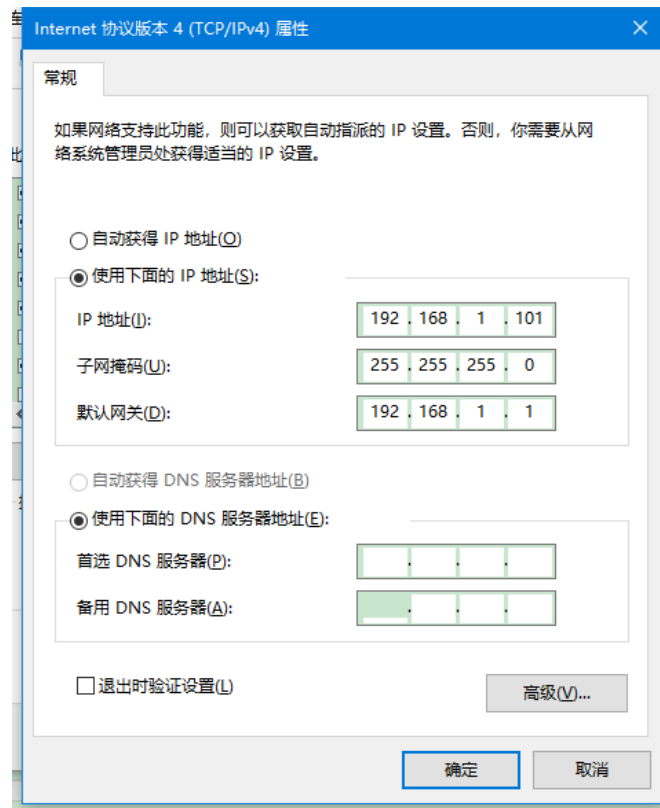 Internet 协议版本 4 (TCP/IPv4) 属性
常规
如果网络支持此功能，则可以获取自动指派的 IP 设置。否则，你需要从网
络系统管理员处获得适当的 IP 设置。
自动获得 IP 地址(O)
使用下面的 IP 地址(S):
IP 地址(I): 192 . 168 . 1 . 101
子网掩码(U): 255 . 255 . 255 . 0
默认网关(D): 192 . 168 . 1 . 1
自动获得 DNS 服务器地址(B)
使用下面的 DNS 服务器地址(E):
首选 DNS 服务器(P): . . .
备用 DNS 服务器(A): . . .
退出时验证设置(L)
高级(V)...
确定 取消